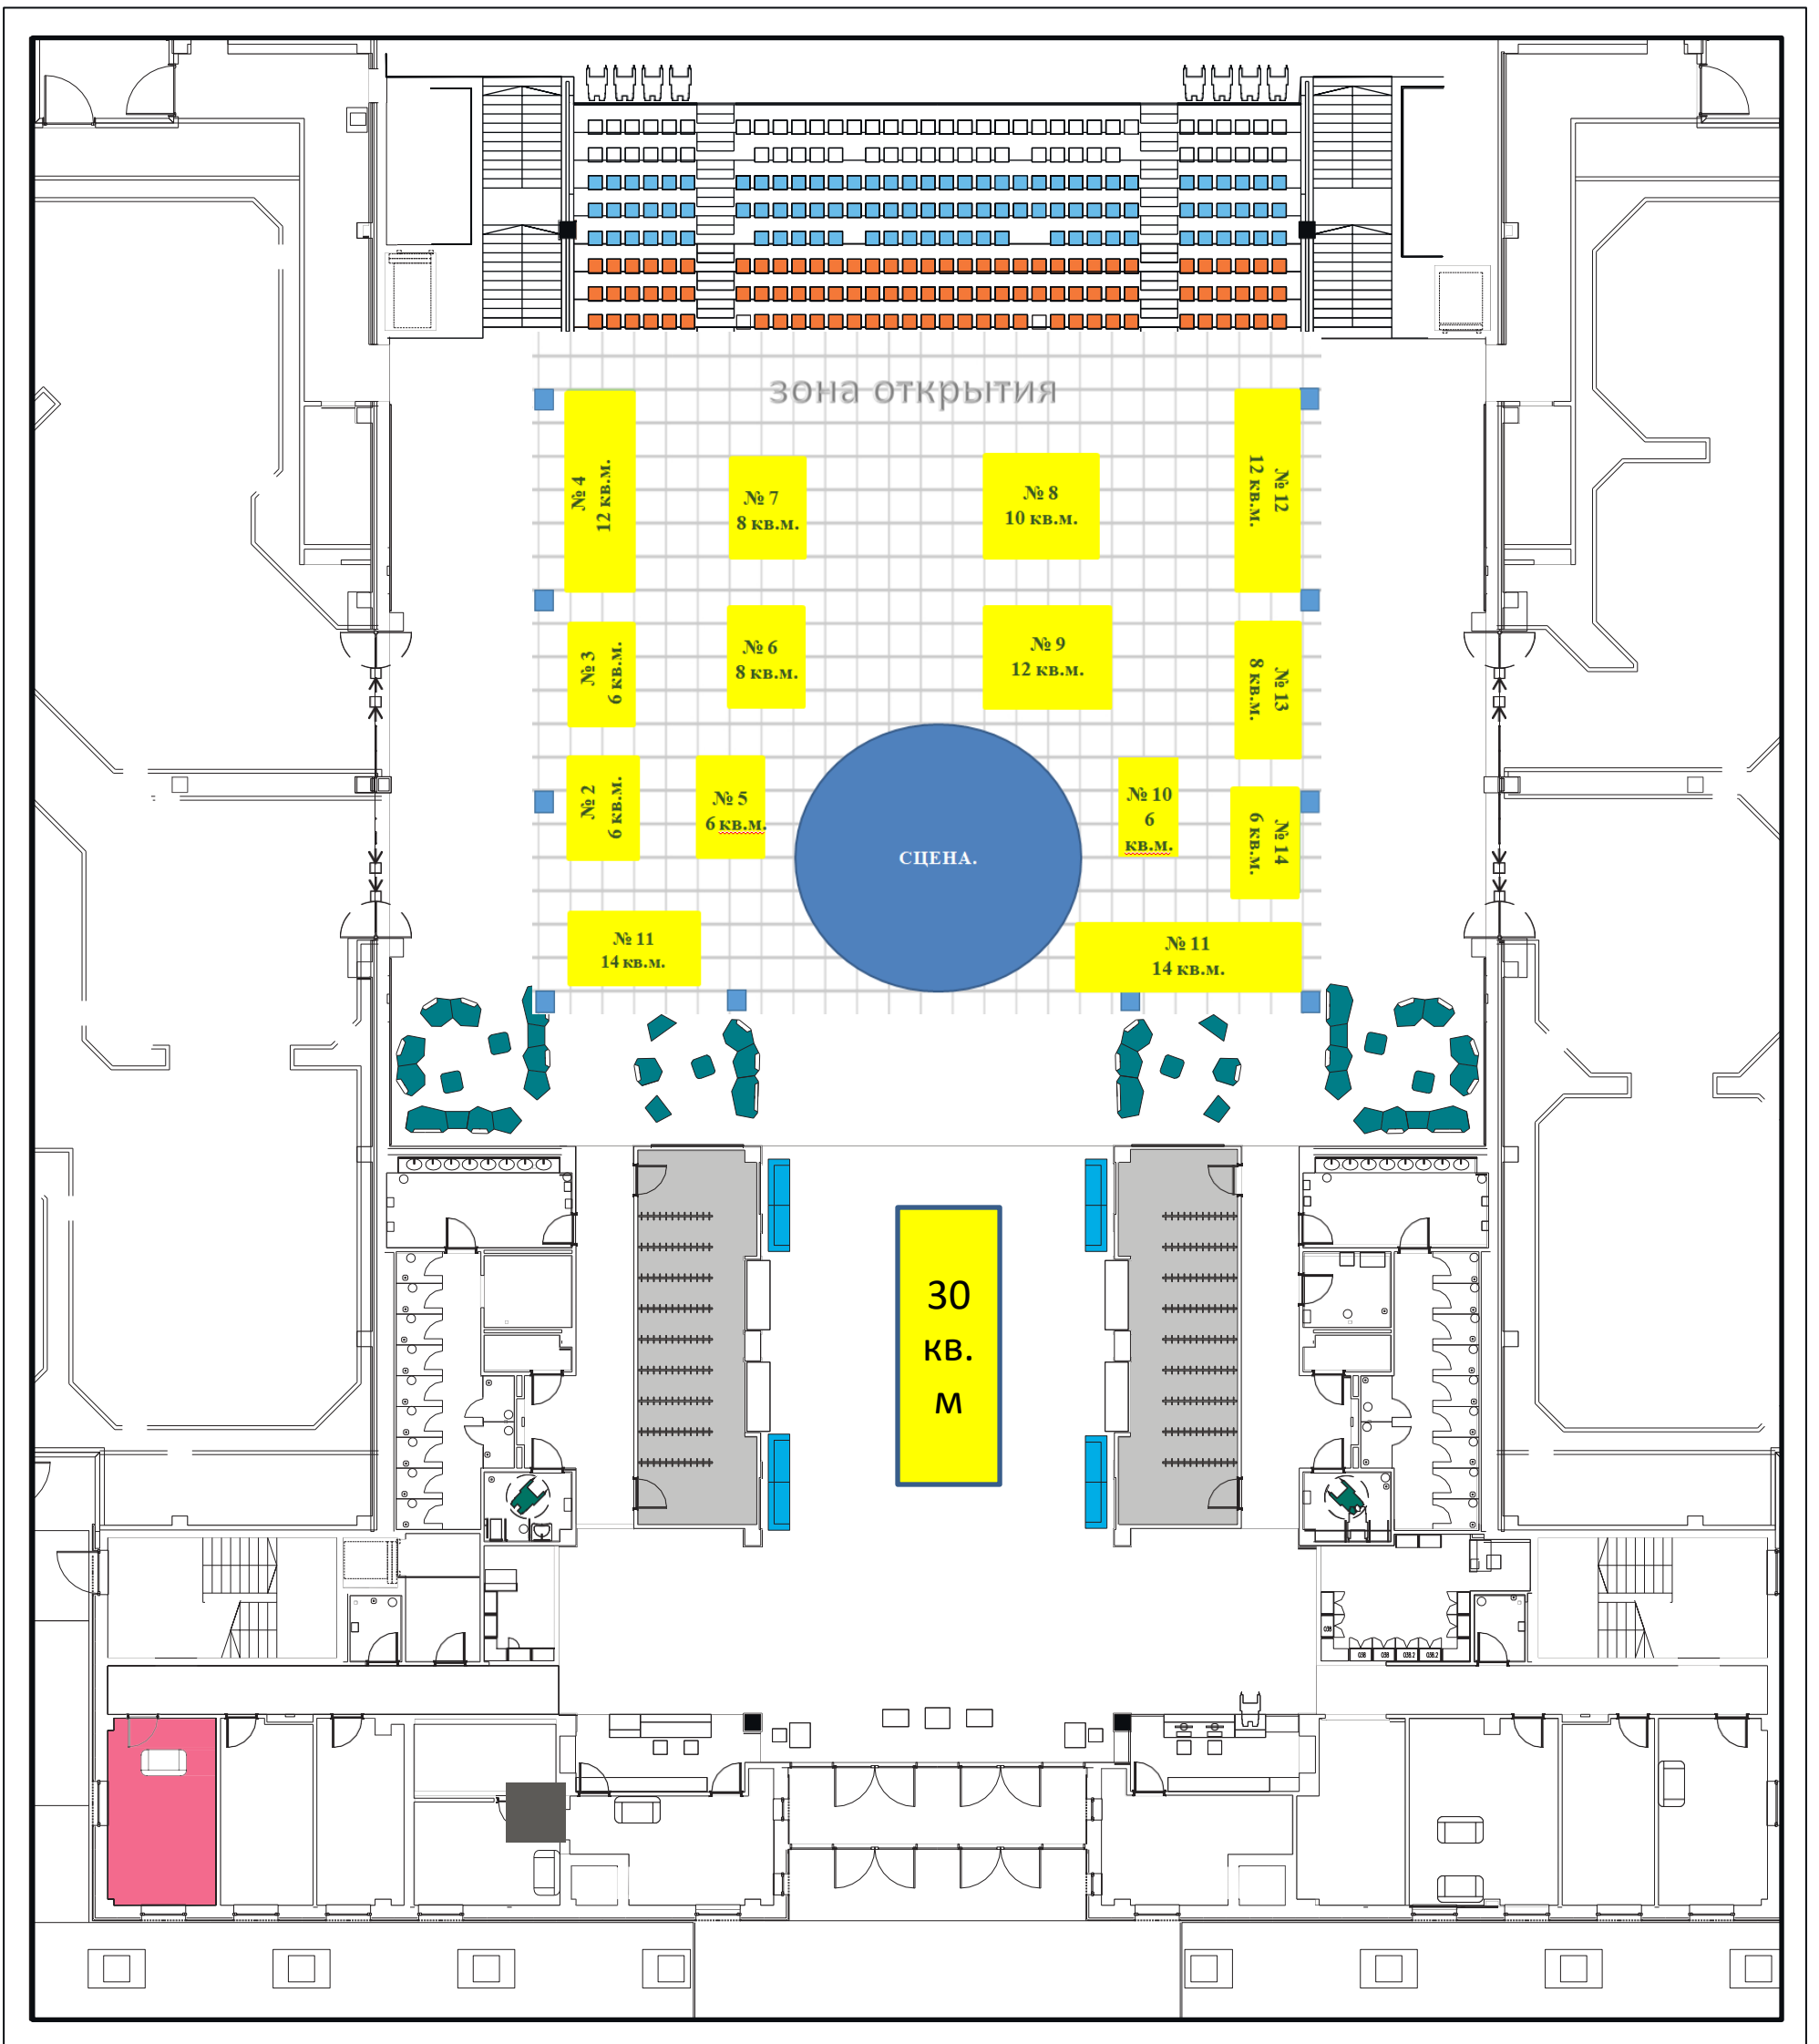 зона открытия
№ 4
12 кв.м.
№ 7
8 кв.м.
№ 8
10 кв.м.
№ 12
12 кв.м.
№ 3
6 кв.м.
№ 6
8 кв.м.
№ 9
12 кв.м.
№ 13
8 кв.м.
№ 2
6 кв.м.
№ 5
6 кв.м.
СЦЕНА.
№ 10
6
кв.м.
№ 14
6 кв.м.
№ 11
14 кв.м.
№ 11
14 кв.м.
30
кв.
м